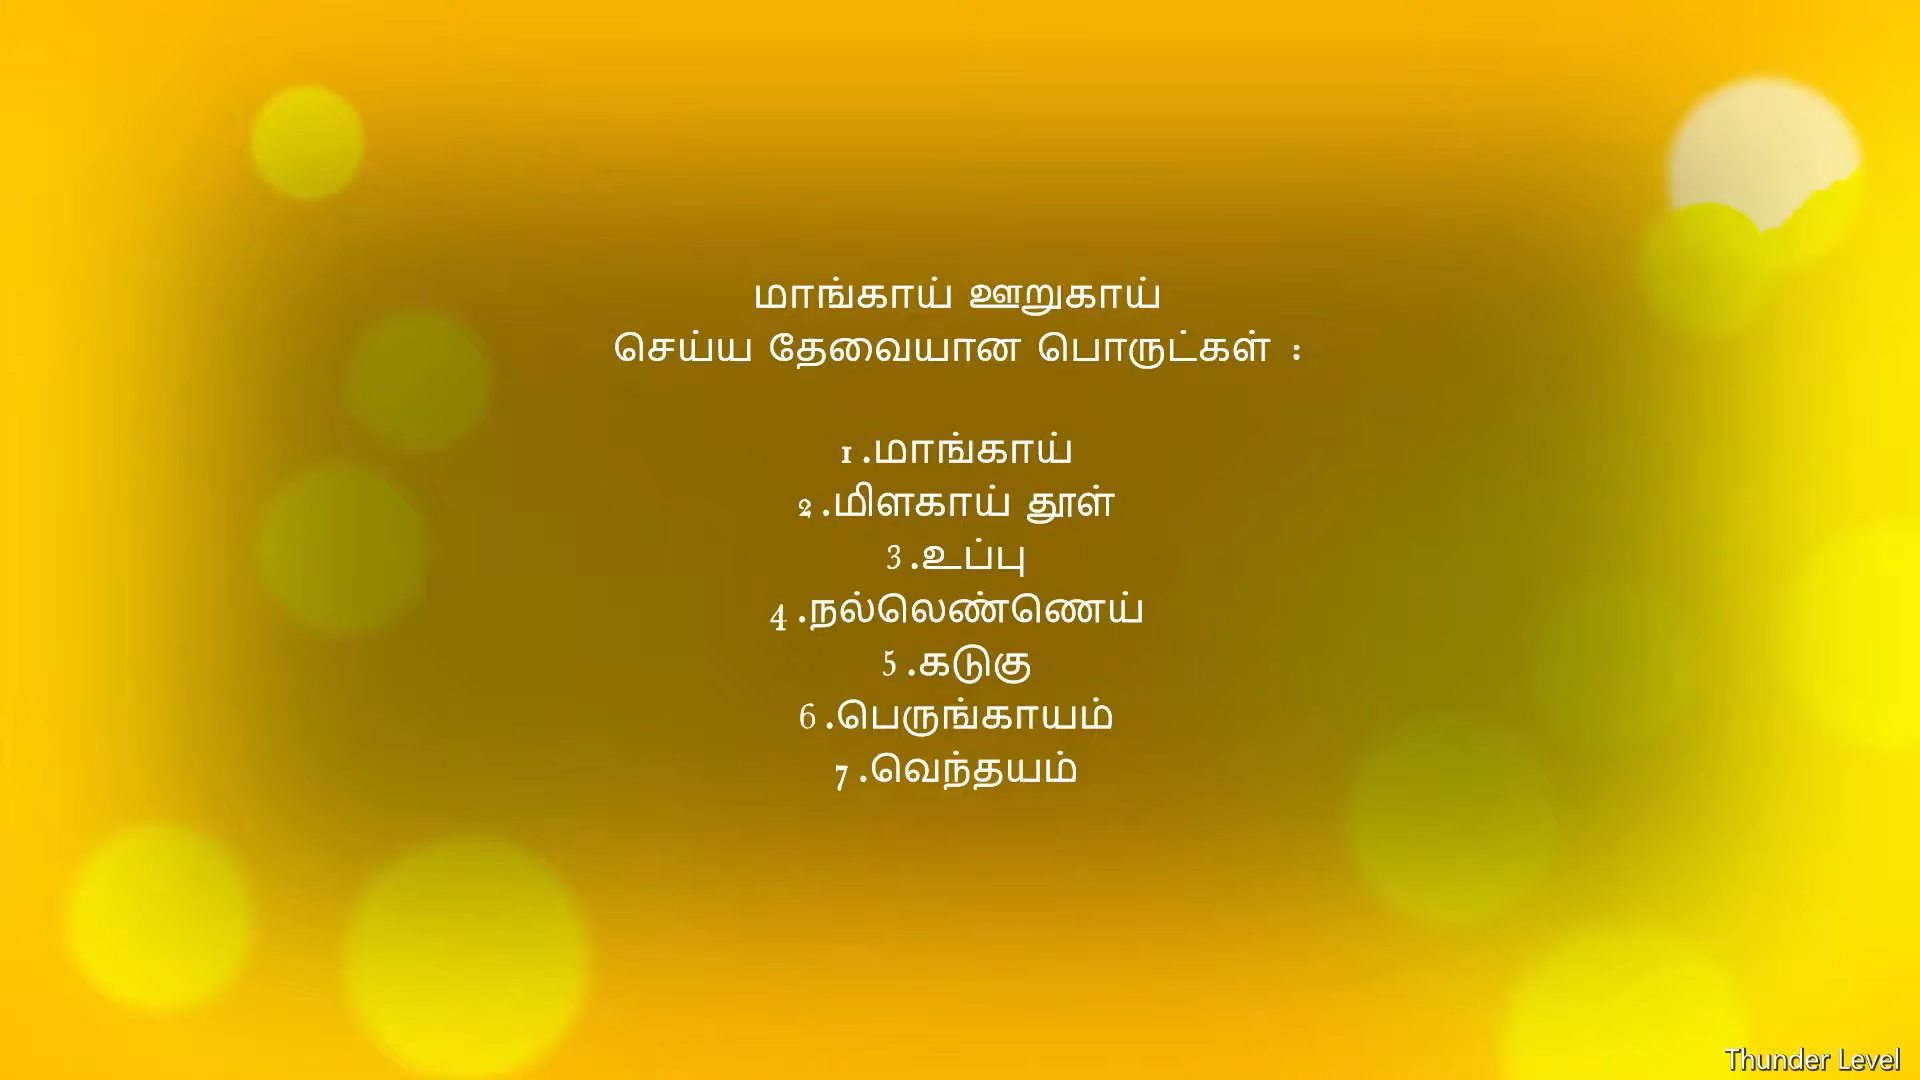 மாங்காய் ஊறுகாய்
செய்ய தேவையான பொருட்கள் :
1 .மாங்காய்
2 .மிளகாய் தூள்
3 .உப்பு
4 .நல்லெண்ணெய்
5 .கடுகு
6 .பெருங்காயம்
7 .வெந்தயம்
Thunder Level